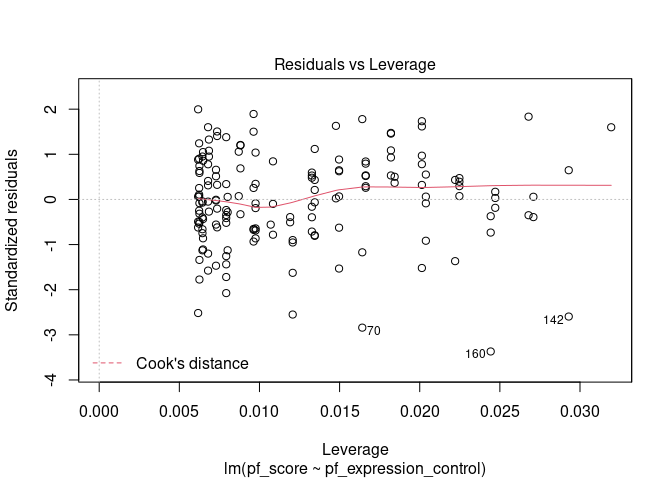 Residuals vs Leverage
Standardized residuals
2
1
0
-1
-2
-3
-4
70
142
160
Cook's distance
0.000 0.005 0.010 0.015 0.020 0.025 0.030
Leverage
lm(pf_score ~ pf_expression_control)